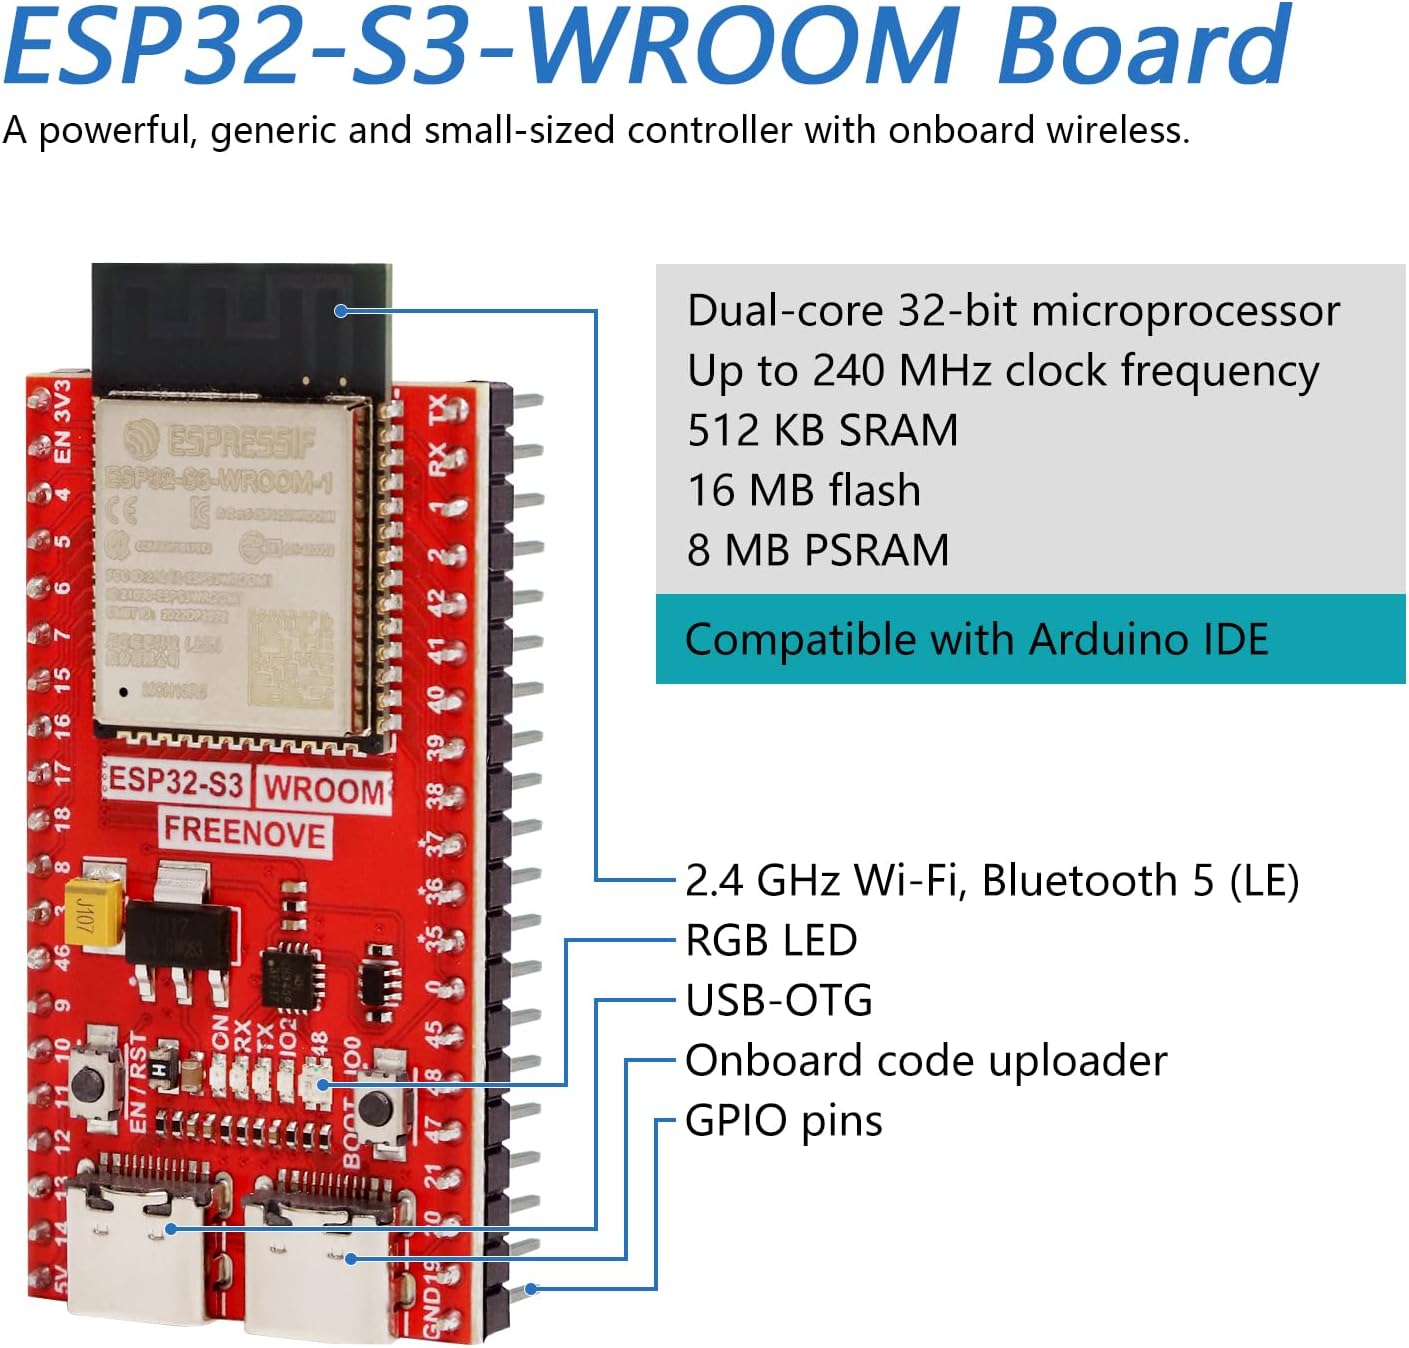 ESP32-S3-WROOM Board
A powerful, generic and small-sized controller with onboard wireless.
Dual-core 32-bit microprocessor
Up to 240 MHz clock frequency
512 KB SRAM
16 MB flash
8 MB PSRAM
Compatible with Arduino IDE
2.4 GHz Wi-Fi, Bluetooth 5 (LE)
RGB LED
USB-OTG
Onboard code uploader
GPIO pins
ESPRESSIF
ESP32-S3-WROOM-1
CE
ESP32-S3 WROOM
FREENOVE
3V3
EN
4
5
6
7
15
16
17
18
8
3
46
9
10
11
12
13
14
5V
TX
RX
1
2
42
41
40
39
38
*37
*36
*35
0
45
48
47
21
20
19
GND
J107
ON
RX
TX
IO2
48
EN / RST
H
BOOT
IO0